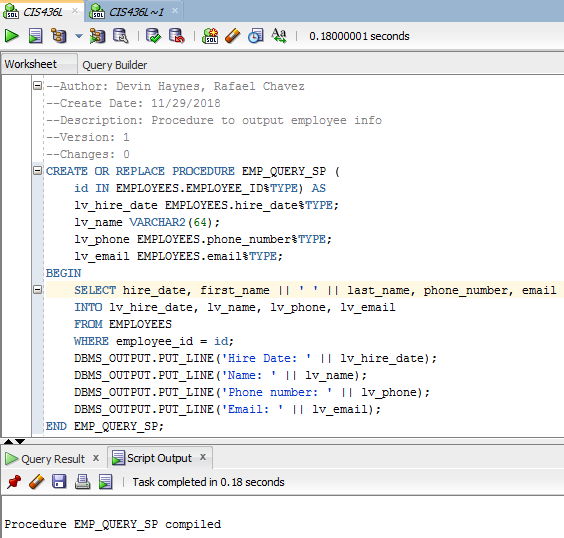 CIS436L × CIS436L~1 ×
SQL SQL
0.18000001 seconds
Worksheet Query Builder
--Author: Devin Haynes, Rafael Chavez
--Create Date: 11/29/2018
--Description: Procedure to output employee info
--Version: 1
--Changes: 0
CREATE OR REPLACE PROCEDURE EMP_QUERY_SP (
id IN EMPLOYEES.EMPLOYEE_ID%TYPE) AS
lv_hire_date EMPLOYEES.hire_date%TYPE;
lv_name VARCHAR2(64);
lv_phone EMPLOYEES.phone_number%TYPE;
lv_email EMPLOYEES.email%TYPE;
BEGIN
SELECT hire_date, first_name || ' ' || last_name, phone_number, email
INTO lv_hire_date, lv_name, lv_phone, lv_email
FROM EMPLOYEES
WHERE employee_id = id;
DBMS_OUTPUT.PUT_LINE('Hire Date: ' || lv_hire_date);
DBMS_OUTPUT.PUT_LINE('Name: ' || lv_name);
DBMS_OUTPUT.PUT_LINE('Phone number: ' || lv_phone);
DBMS_OUTPUT.PUT_LINE('Email: ' || lv_email);
END EMP_QUERY_SP;
Query Result × Script Output ×
Task completed in 0.18 seconds
Procedure EMP_QUERY_SP compiled